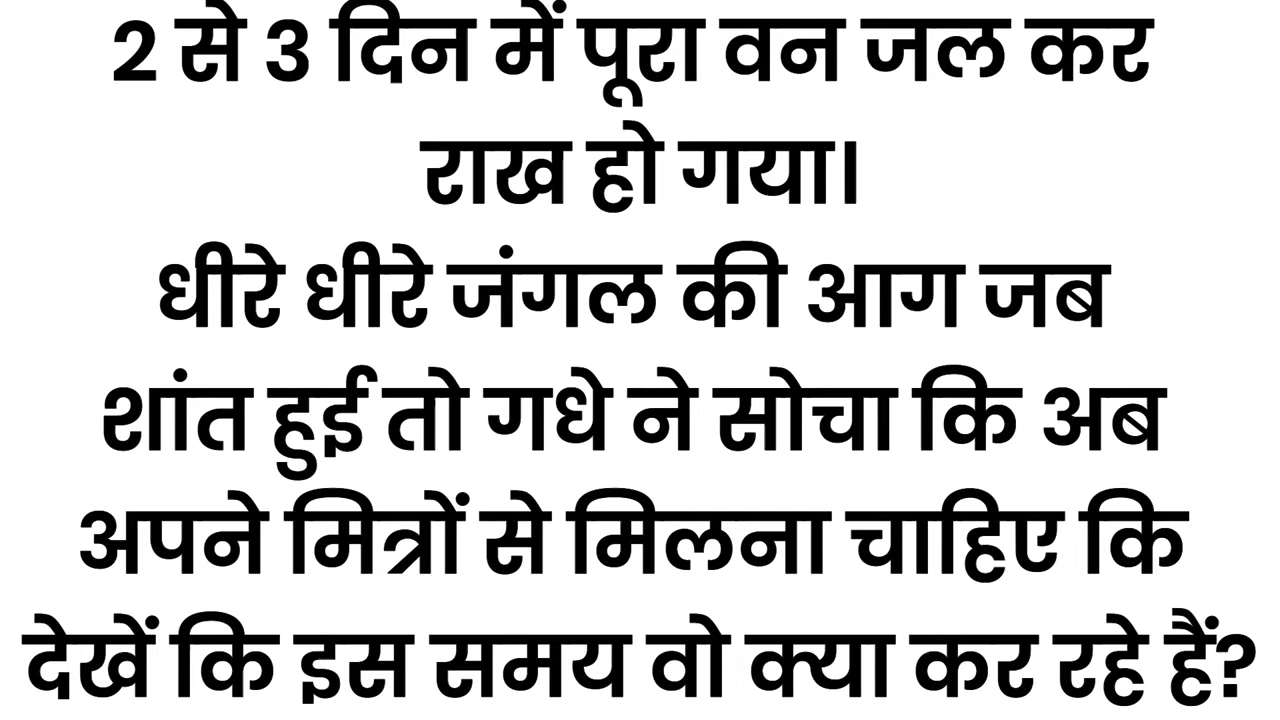 2 से 3 दिन में पूरा वन जल कर
राख हो गया।
धीरे धीरे जंगल की आग जब
शांत हुई तो गधे ने सोचा कि अब
अपने मित्रों से मिलना चाहिए कि
देखें कि इस समय वो क्या कर रहे हैं?